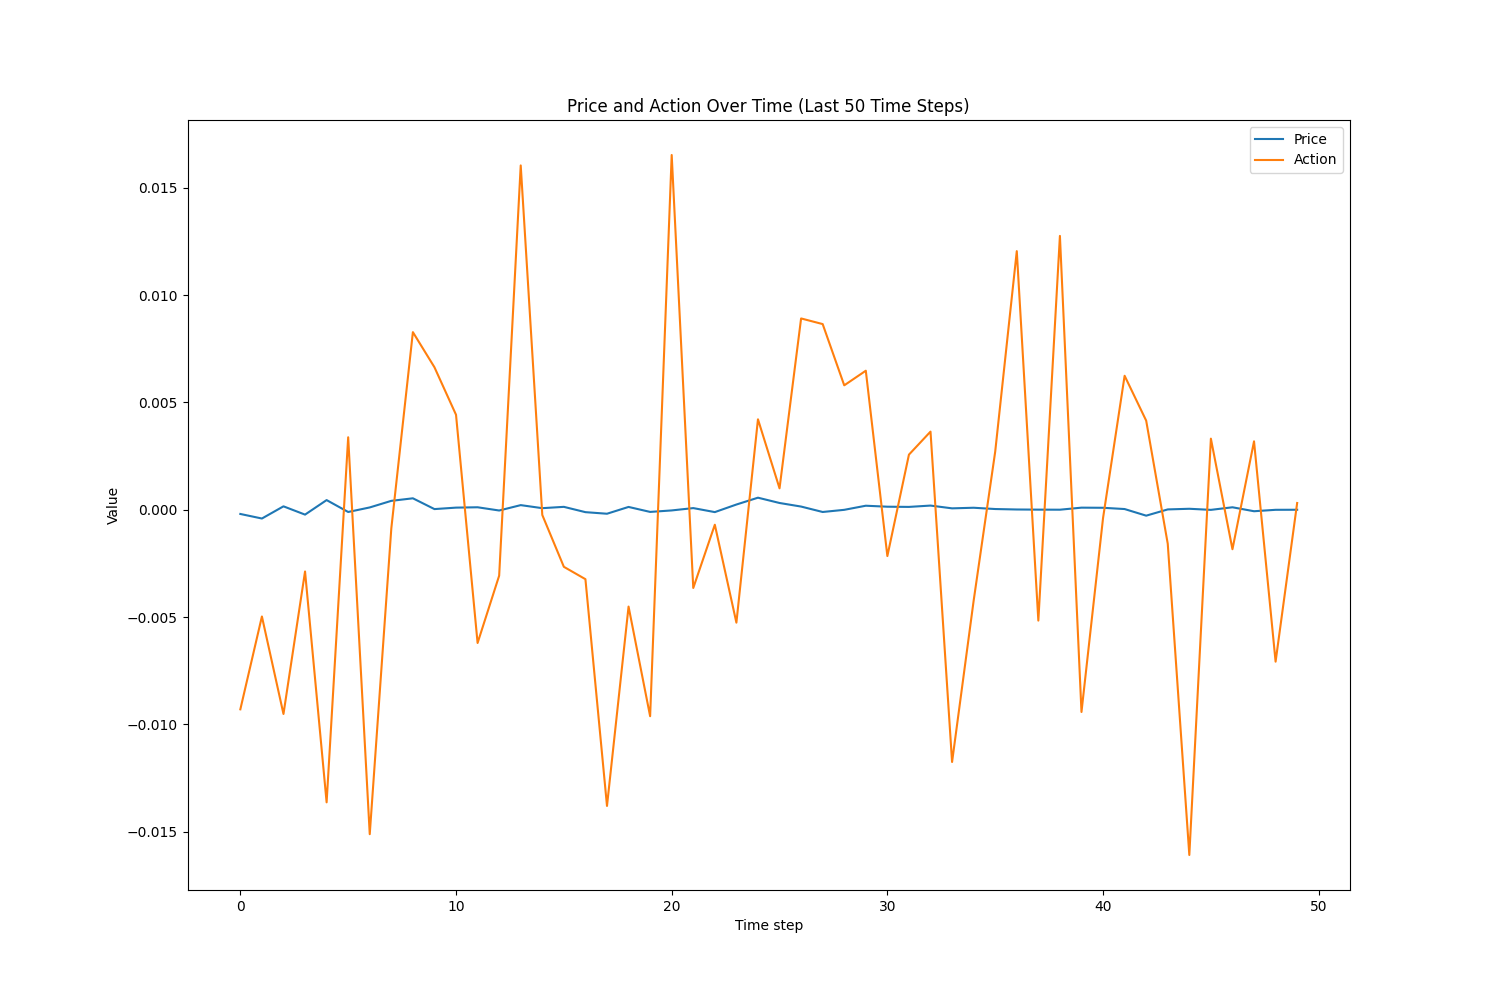 Price and Action Over Time (Last 50 Time Steps)
Price
Action
0.015
0.010
0.005
0.000
−0.005
−0.010
−0.015
Value
0 10 20 30 40 50
Time step